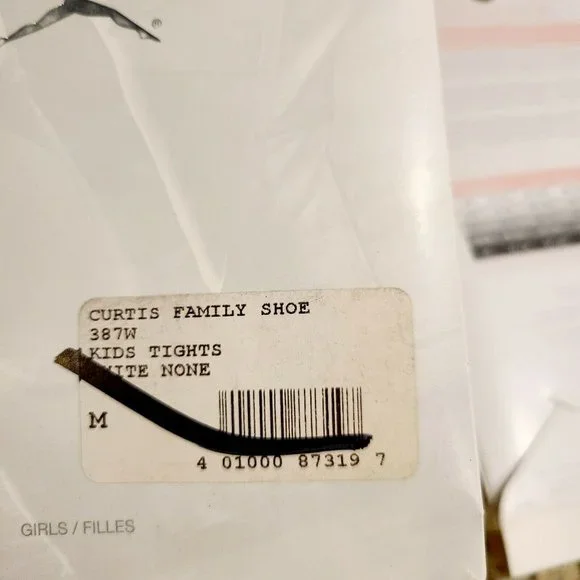 ®
CURTIS FAMILY SHOE
387W
KIDS TIGHTS
NONE
M
4 01000 87319 7
GIRLS / FILLES